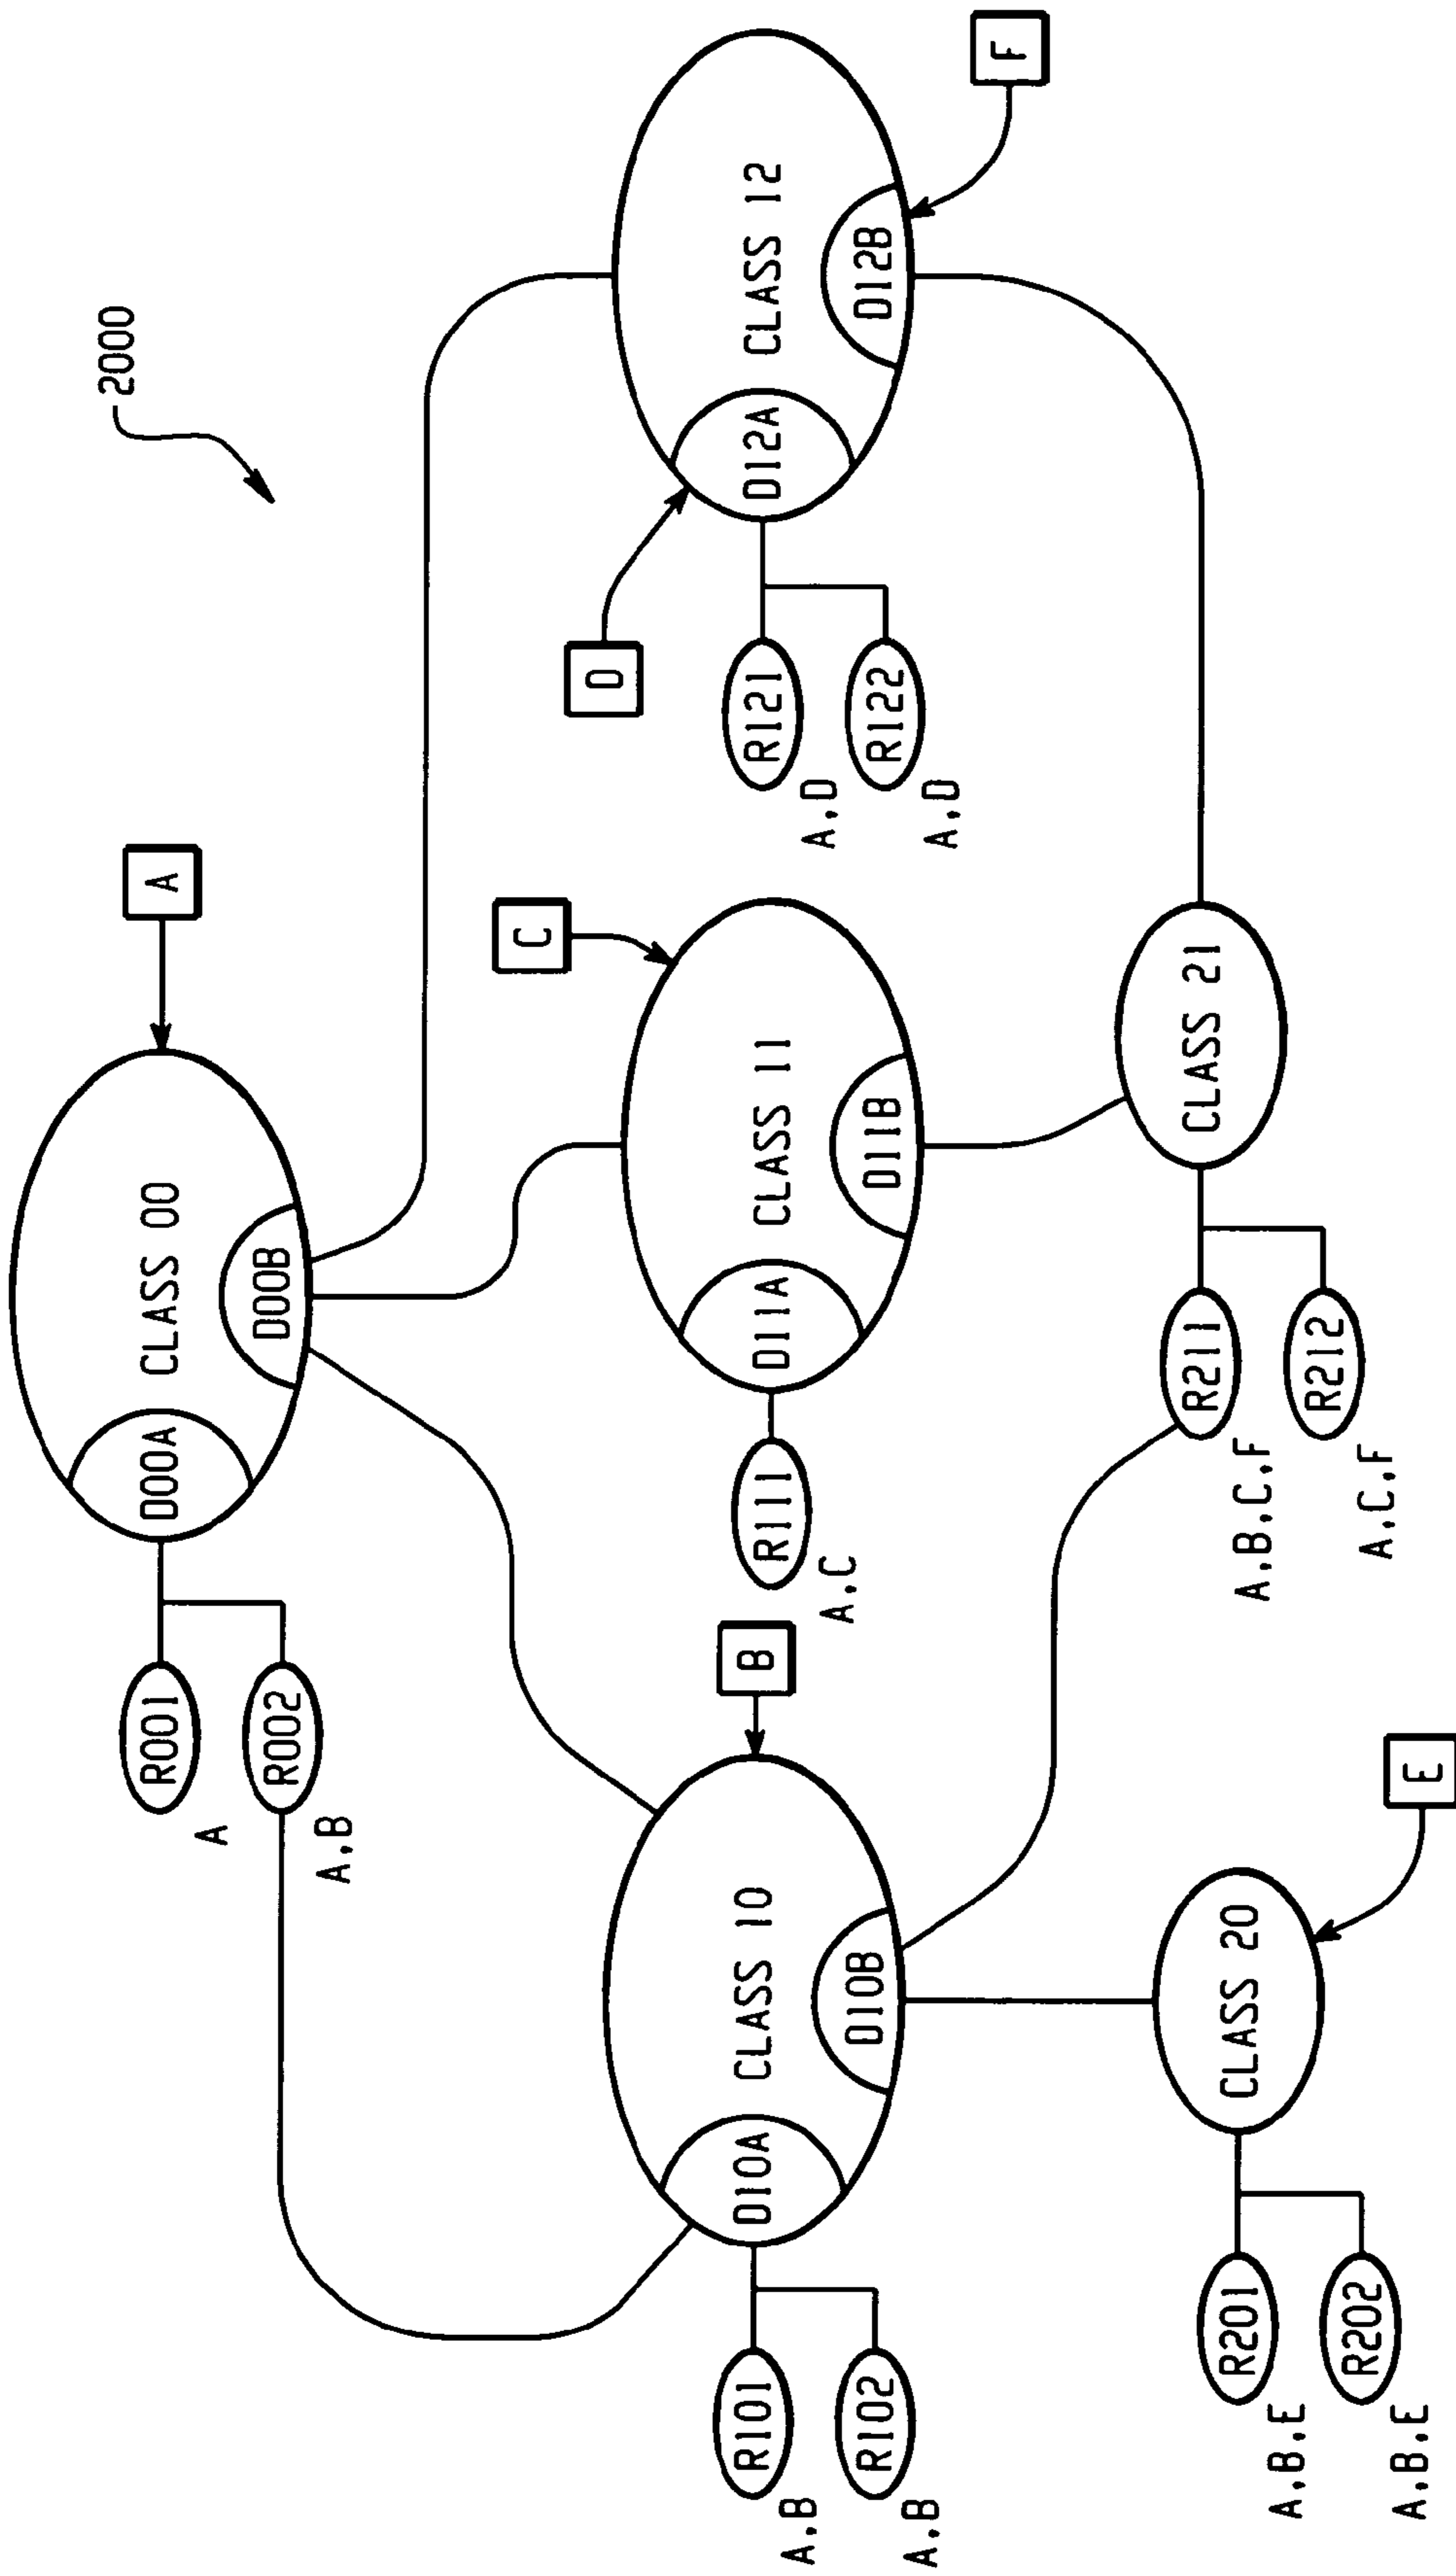 2000
A
CLASS 00
D00A
D00B
R001
A
R002
A,B
C
CLASS 11
D11A
D11B
R111
A,C
D
CLASS 12
D12A
D12B
F
R121
A,D
R122
A,D
B
CLASS 10
D10A
D10B
R101
A,B
R102
A,B
E
CLASS 20
R201
A,B,E
R202
A,B,E
CLASS 21
R211
A,B,C,F
R212
A,C,F